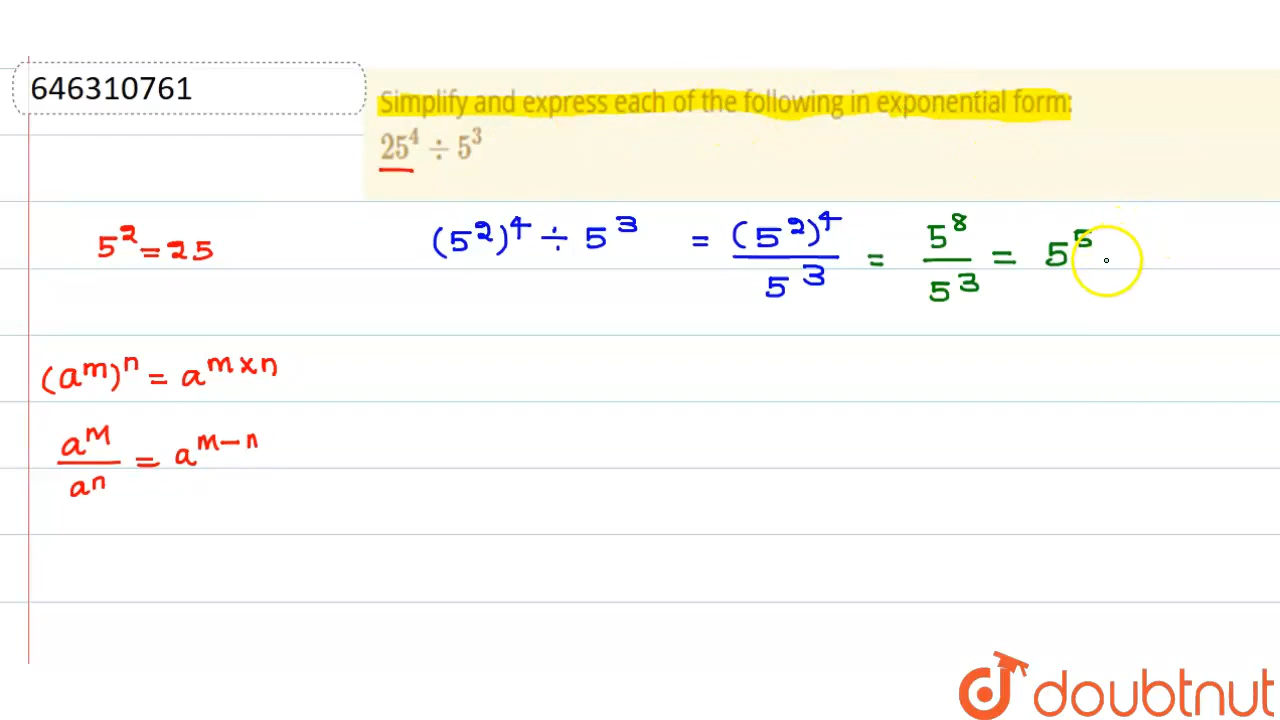 646310761
Simplify and express each of the following in exponential form:
25⁴ ÷ 5³
5² = 25
(5²)⁴ ÷ 5³ = (5²)⁴/5³ = 5⁸/5³ = 5⁵
(aᵐ)ⁿ = aᵐ ˣ ⁿ
aᵐ/aⁿ = aᵐ⁻ⁿ
doubtnut